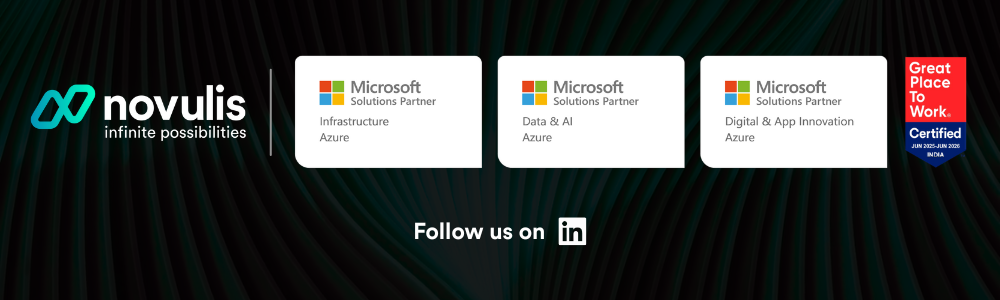 novulis
infinite possibilities
Microsoft
Solutions Partner
Infrastructure
Azure
Microsoft
Solutions Partner
Data & AI
Azure
Microsoft
Solutions Partner
Digital & App Innovation
Azure
Great
Place
To
Work®
Certified
JUN 2025-JUN 2026
INDIA
Follow us on in